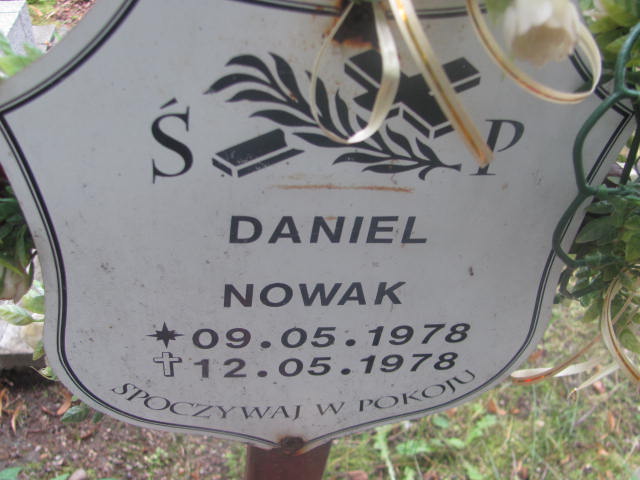 Ś P
DANIEL
NOWAK
09.05.1978
12.05.1978
SPOCZYWAJ W POKOJU